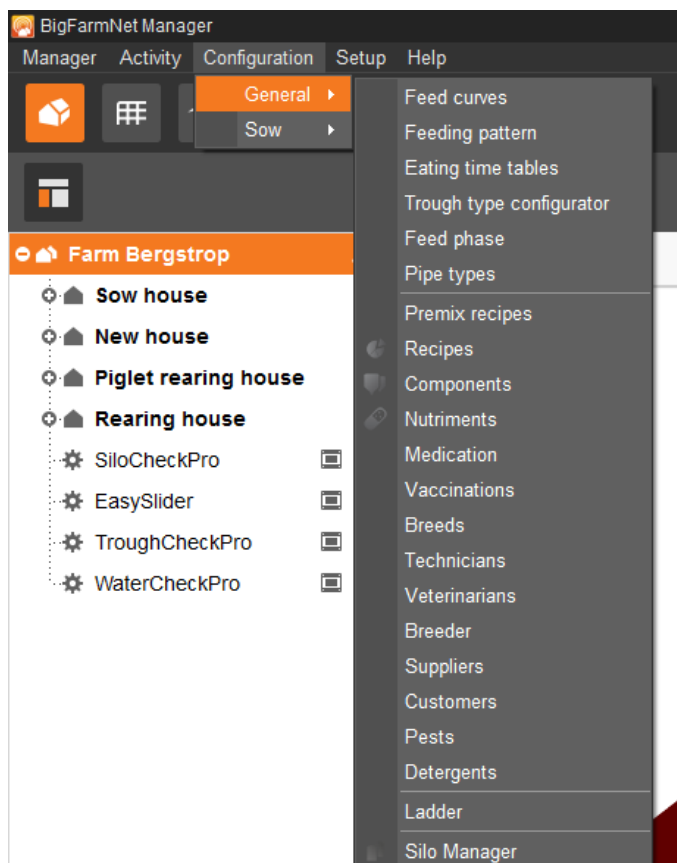 BigFarmNet Manager
Manager Activity Configuration Setup Help
General
Sow
Feed curves
Feeding pattern
Eating time tables
Trough type configurator
Feed phase
Pipe types
Premix recipes
Recipes
Components
Nutriments
Medication
Vaccinations
Breeds
Technicians
Veterinarians
Breeder
Suppliers
Customers
Pests
Detergents
Ladder
Silo Manager
Farm Bergstrop
Sow house
New house
Piglet rearing house
Rearing house
SiloCheckPro
EasySlider
TroughCheckPro
WaterCheckPro